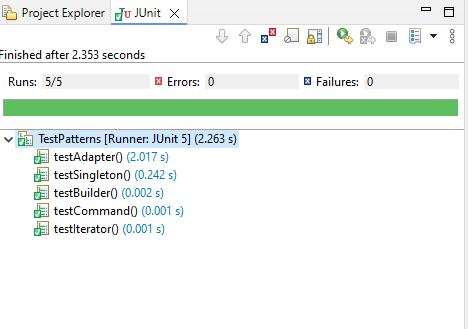 Project Explorer JUnit
Finished after 2.353 seconds
Runs: 5/5 Errors: 0 Failures: 0
TestPatterns [Runner: JUnit 5] (2.263 s)
testAdapter() (2.017 s)
testSingleton() (0.242 s)
testBuilder() (0.002 s)
testCommand() (0.001 s)
testIterator() (0.001 s)